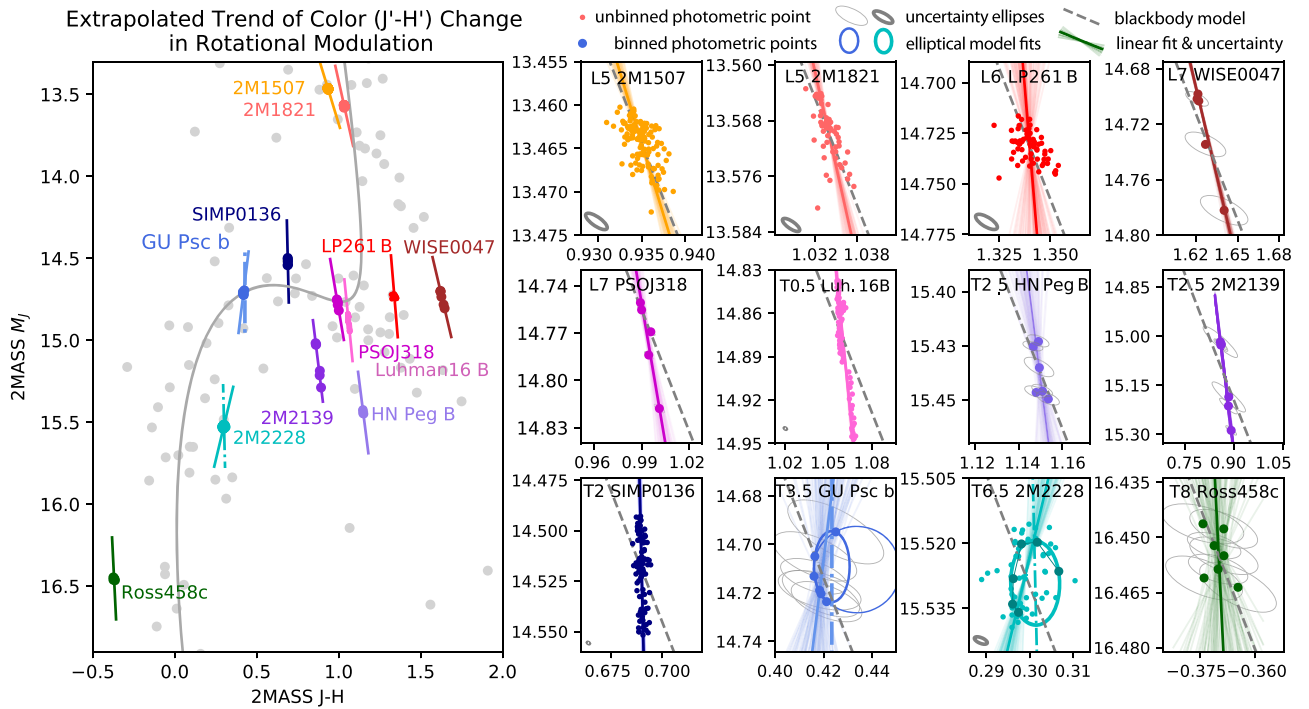 Extrapolated Trend of Color (J'-H') Change
in Rotational Modulation
unbinned photometric point
uncertainty ellipses
blackbody model
binned photometric points
elliptical model fits
linear fit & uncertainty
2MASS M_J
13.5
14.0
14.5
15.0
15.5
16.0
16.5
−0.5
0.0
0.5
1.0
1.5
2.0
2MASS J-H
2M1507
2M1821
SIMP0136
GU Psc b
LP261 B
WISE0047
PSOJ318
Luhman16 B
2M2139
HN Peg B
2M2228
Ross458c
L5 2M1507
13.455
13.460
13.465
13.470
13.475
0.930
0.935
0.940
L5 2M1821
13.560
13.568
13.576
13.584
1.032
1.038
L6 LP261 B
14.700
14.725
14.750
14.775
1.320
1.335
1.350
L7 WISE0047
14.68
14.72
14.76
14.80
1.62
1.65
1.68
L7 PSOJ318
14.74
14.77
14.80
14.83
0.96
0.99
1.02
T0.5 Luh. 16B
14.83
14.86
14.89
14.92
14.95
1.02
1.05
1.08
T2.5 HN Peg B
15.40
15.43
15.45
1.12
1.14
1.16
T2.5 2M2139
14.85
15.00
15.15
15.30
0.75
0.90
1.05
T2 SIMP0136
14.475
14.500
14.525
14.550
0.675
0.700
T3.5 GU Psc b
14.68
14.70
14.72
14.74
0.40
0.42
0.44
T6.5 2M2228
15.505
15.520
15.535
0.29
0.30
0.31
T8 Ross458c
16.435
16.450
16.465
16.480
−0.375
−0.360